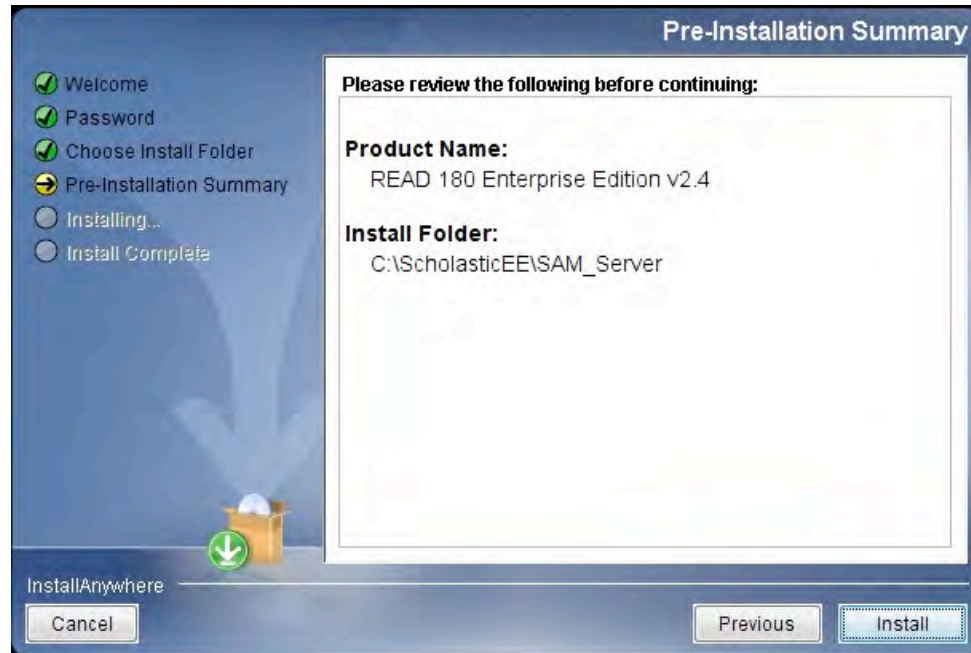 Pre-Installation Summary
Welcome
Password
Choose Install Folder
Pre-Installation Summary
Installing...
Install Complete
Please review the following before continuing:
Product Name:
READ 180 Enterprise Edition v2.4
Install Folder:
C:\ScholasticEE\SAM_Server
InstallAnywhere
Cancel
Previous
Install